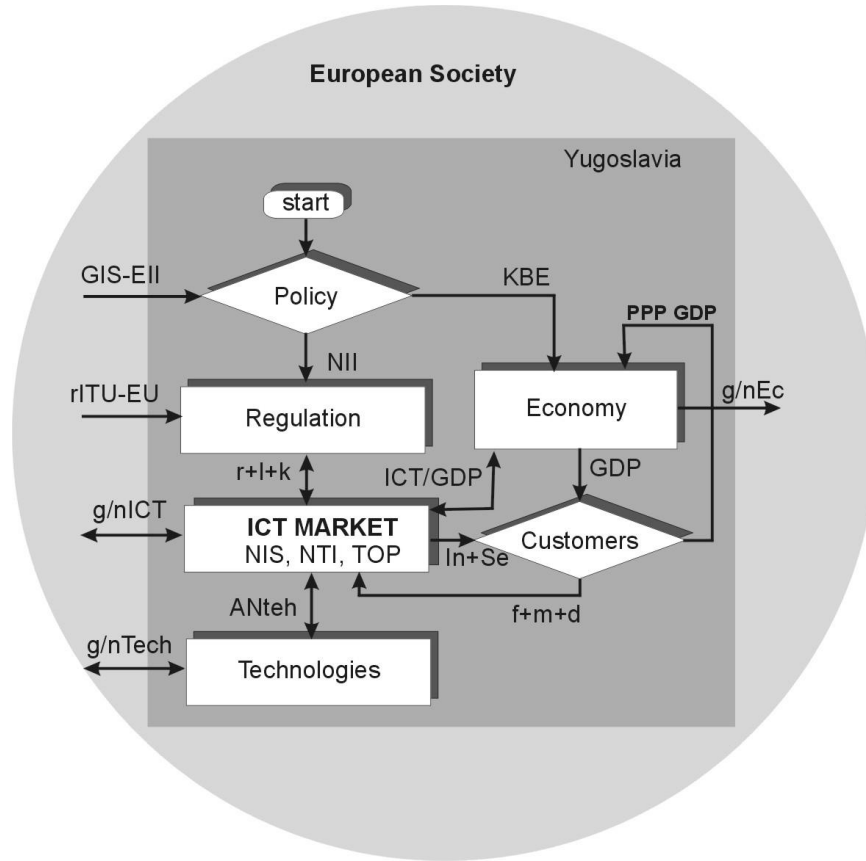 European Society
Yugoslavia
start
GIS-EII
Policy
KBE
PPP GDP
NII
rITU-EU
Regulation
Economy
g/nEc
r+l+k
ICT/GDP
GDP
g/nICT
ICT MARKET
NIS, NTI, TOP
In+Se
Customers
ANteh
f+m+d
g/nTech
Technologies